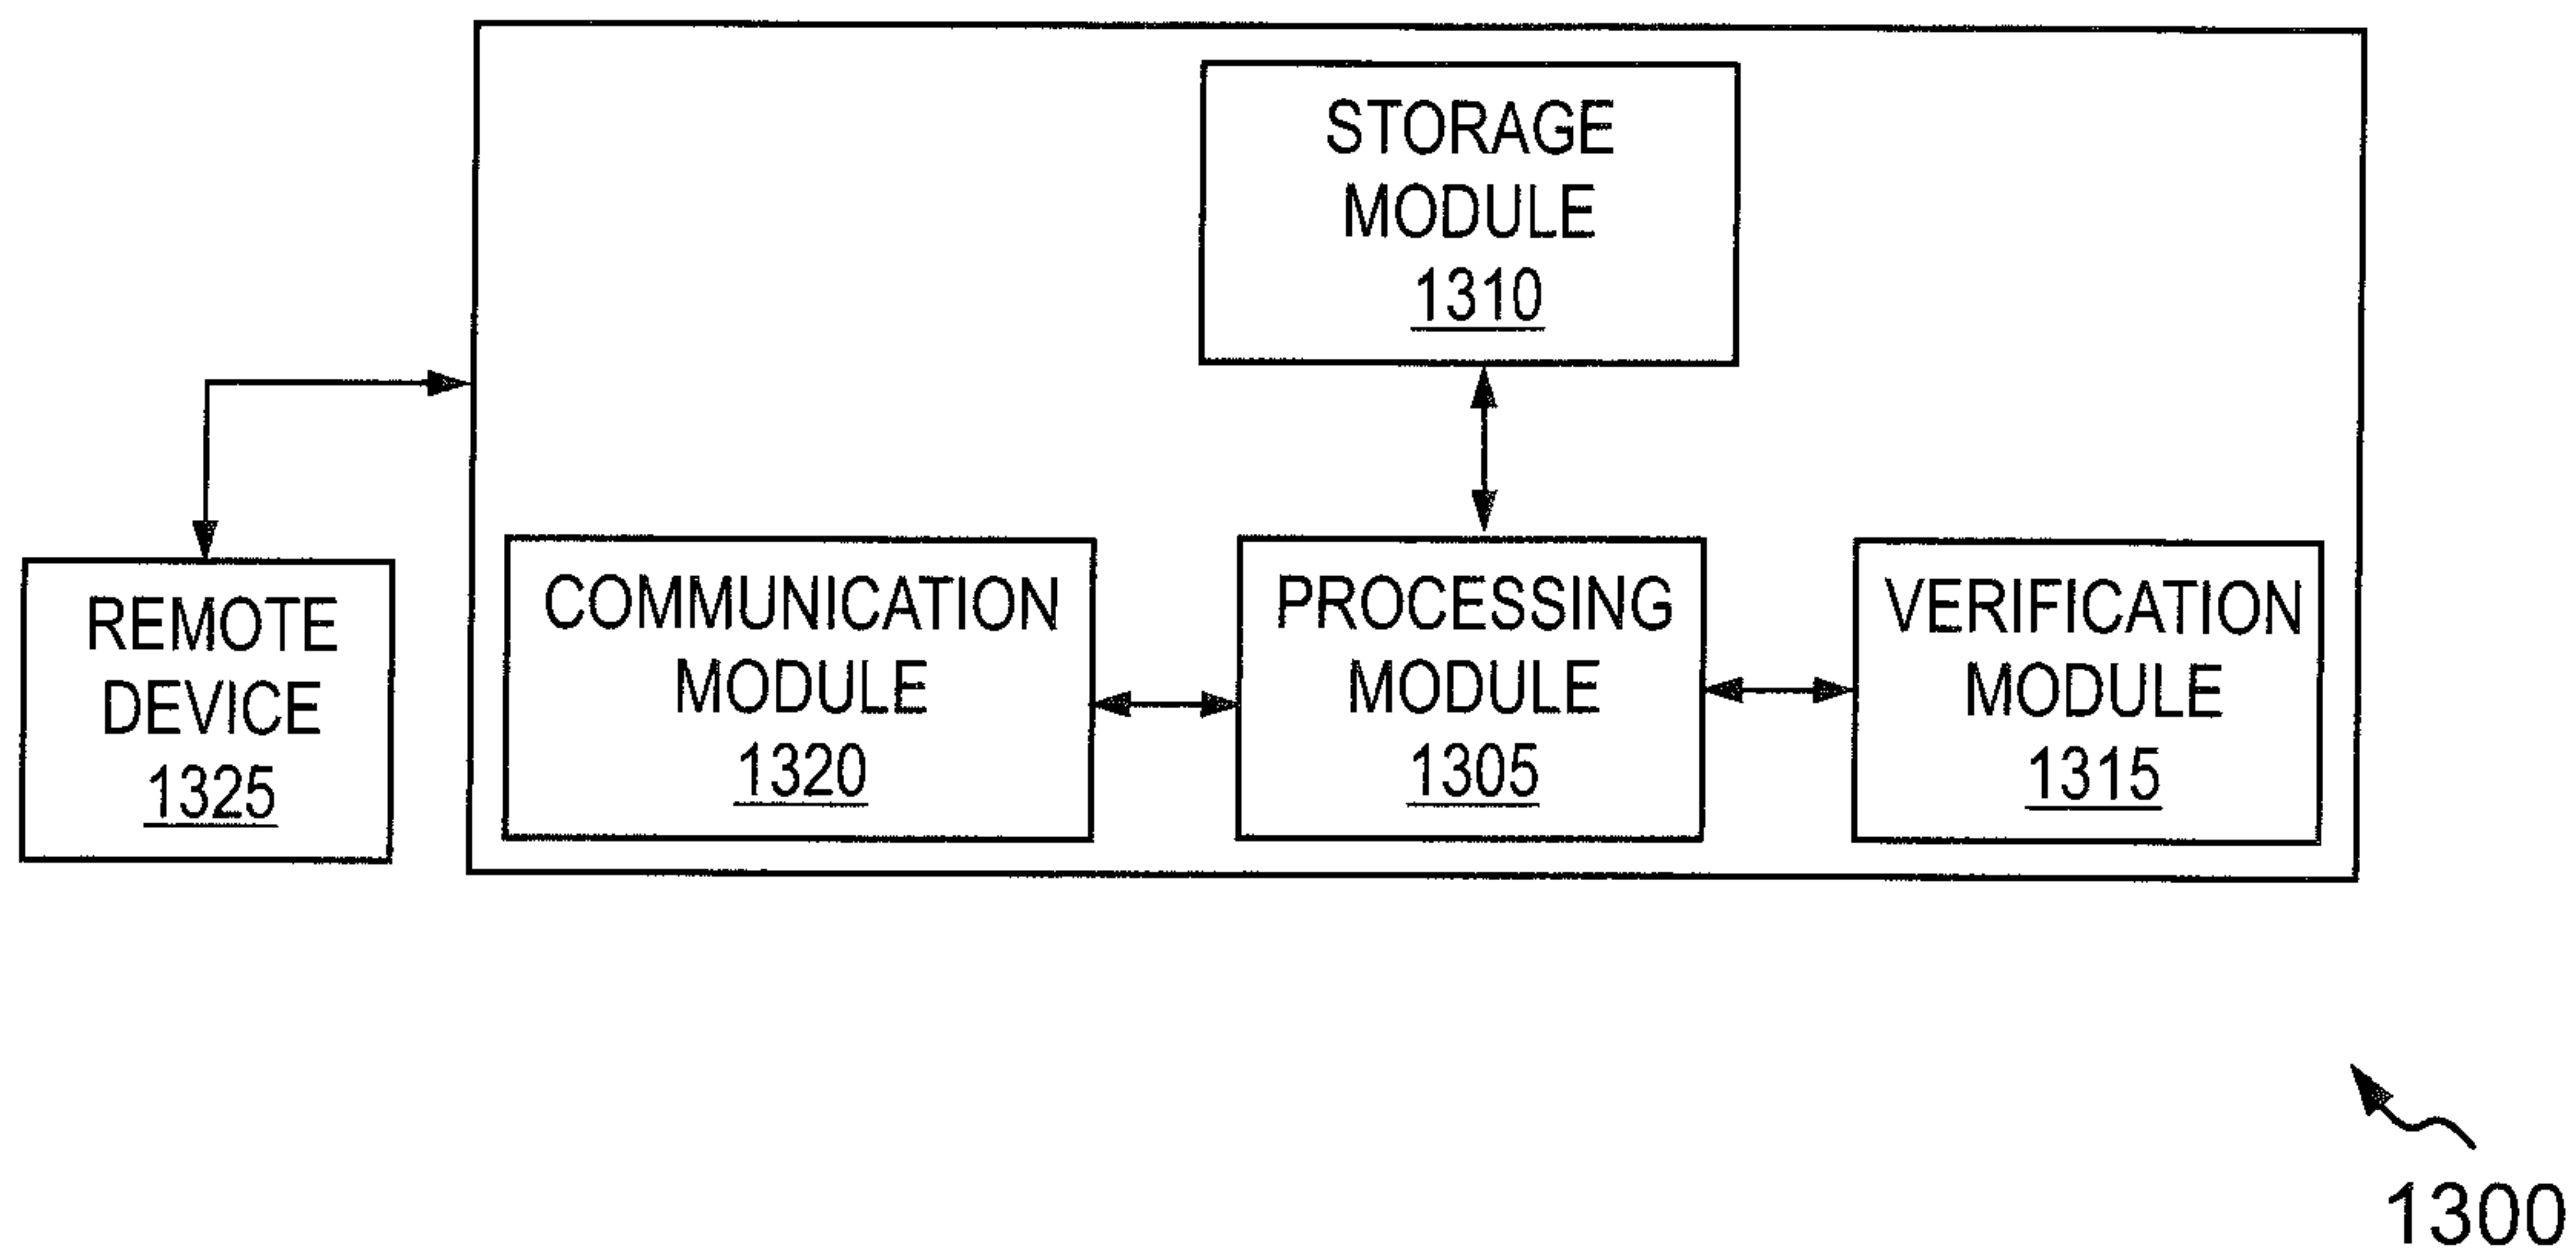 STORAGE
MODULE
1310
REMOTE
DEVICE
1325
COMMUNICATION
MODULE
1320
PROCESSING
MODULE
1305
VERIFICATION
MODULE
1315
1300